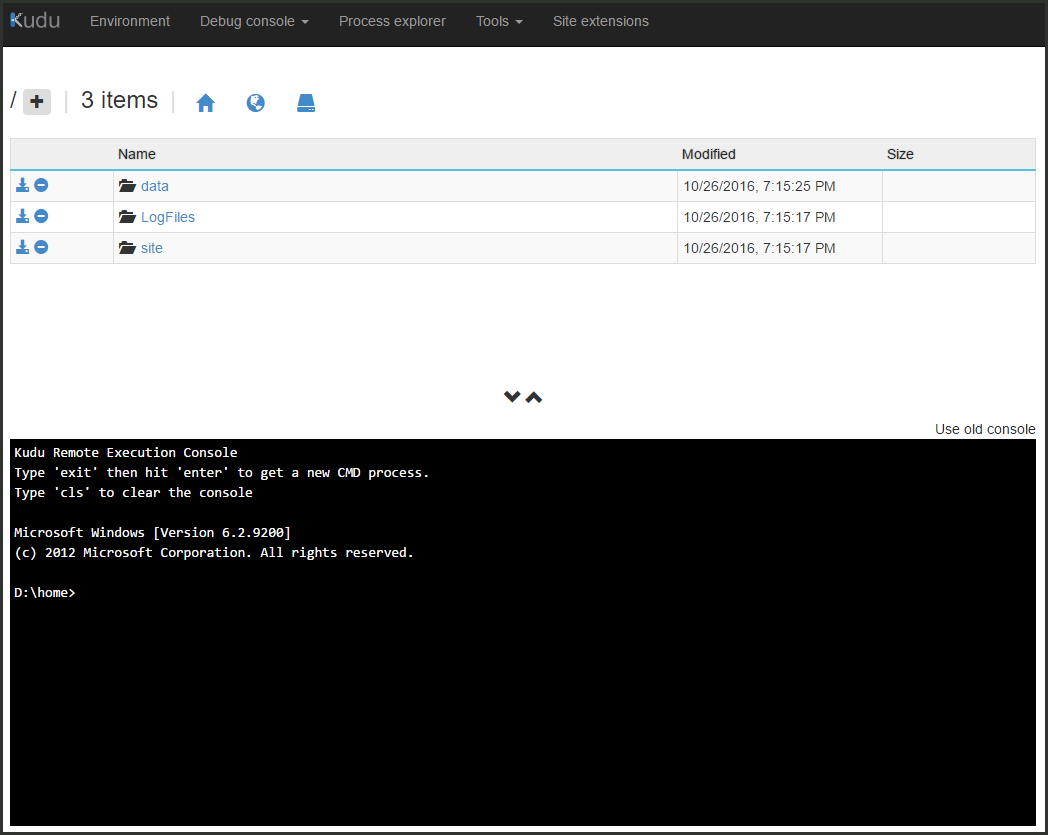 Kudu Environment Debug console Process explorer Tools Site extensions
/ 3 items
Name Modified Size
data 10/26/2016, 7:15:25 PM
LogFiles 10/26/2016, 7:15:17 PM
site 10/26/2016, 7:15:17 PM
Use old console
Kudu Remote Execution Console
Type 'exit' then hit 'enter' to get a new CMD process.
Type 'cls' to clear the console
Microsoft Windows [Version 6.2.9200]
(c) 2012 Microsoft Corporation. All rights reserved.
D:\home>